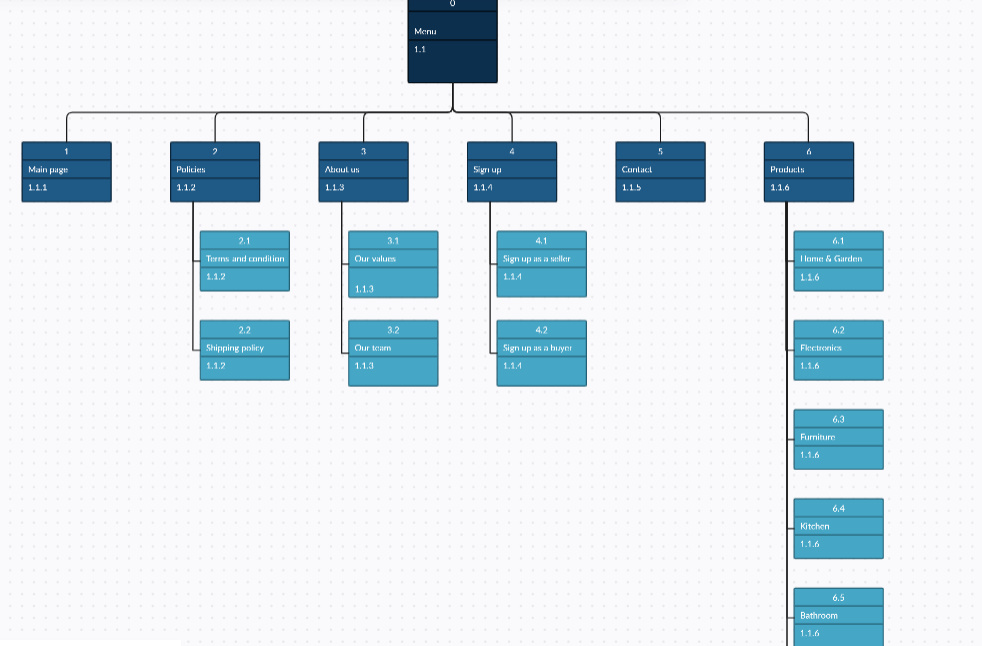 0
Menu
1.1
1
Main page
1.1.1
2
Policies
1.1.2
3
About us
1.1.3
4
Sign up
1.1.4
5
Contact
1.1.5
6
Products
1.1.6
2.1
Terms and condition
1.1.2
2.2
Shipping policy
1.1.2
3.1
Our values
1.1.3
3.2
Our team
1.1.3
4.1
Sign up as a seller
1.1.4
4.2
Sign up as a buyer
1.1.4
6.1
Home & Garden
1.1.6
6.2
Electronics
1.1.6
6.3
Furniture
1.1.6
6.4
Kitchen
1.1.6
6.5
Bathroom
1.1.6